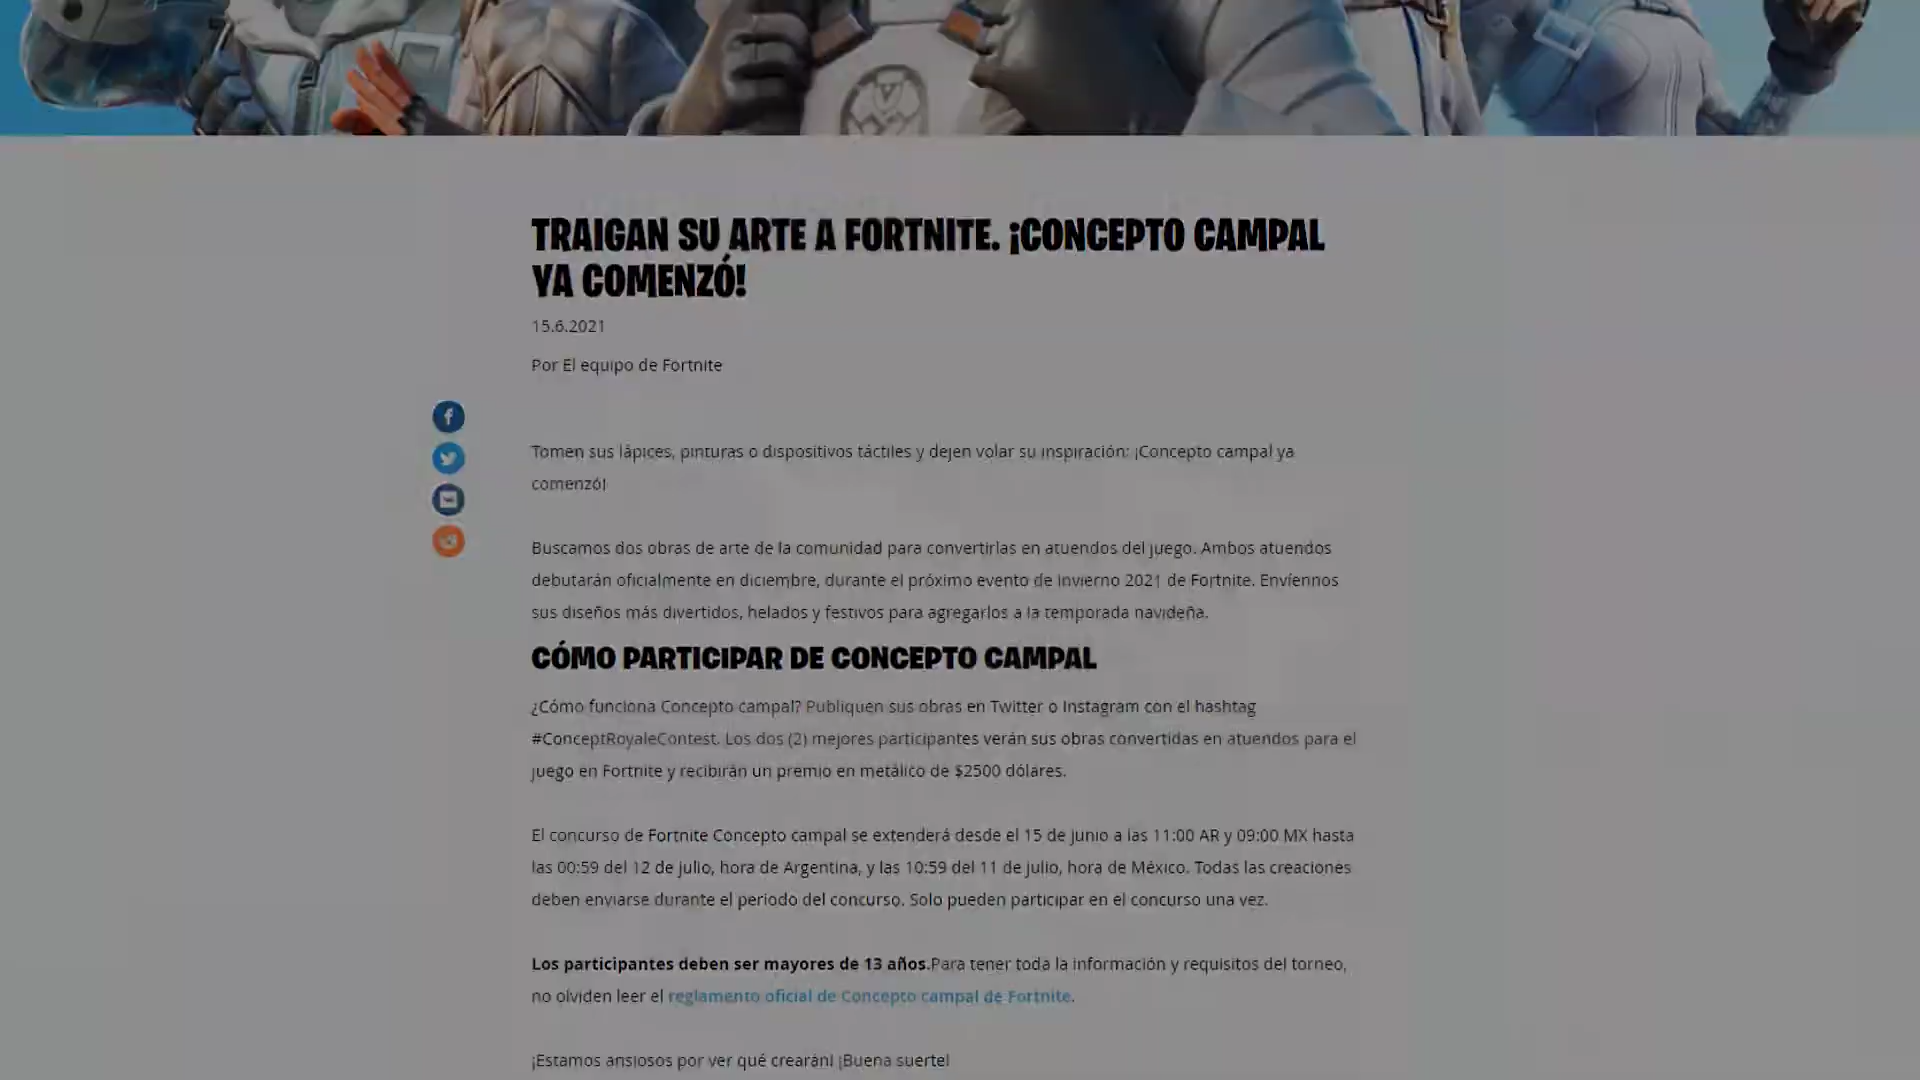 TRAIGAN SU ARTE A FORTNITE. ¡CONCEPTO CAMPAL
YA COMENZÓ!
15.6.2021
Por El equipo de Fortnite
Tomen sus lápices, pinturas o dispositivos táctiles y dejen volar su inspiración: ¡Concepto campal ya
comenzó!
Buscamos dos obras de arte de la comunidad para convertirlas en atuendos del juego. Ambos atuendos
debutarán oficialmente en diciembre, durante el próximo evento de invierno 2021 de Fortnite. Envíennos
sus diseños más divertidos, helados y festivos para agregarlos a la temporada navideña.
CÓMO PARTICIPAR DE CONCEPTO CAMPAL
¿Cómo funciona Concepto campal? Publiquen sus obras en Twitter o Instagram con el hashtag
#ConceptRoyaleContest. Los dos (2) mejores participantes verán sus obras convertidas en atuendos para el
juego en Fortnite y recibirán un premio en metálico de $2500 dólares.
El concurso de Fortnite Concepto campal se extenderá desde el 15 de junio a las 11:00 AR y 09:00 MX hasta
las 00:59 del 12 de julio, hora de Argentina, y las 10:59 del 11 de julio, hora de México. Todas las creaciones
deben enviarse durante el periodo del concurso. Solo pueden participar en el concurso una vez.
Los participantes deben ser mayores de 13 años.Para tener toda la información y requisitos del torneo,
no olviden leer el reglamento oficial de Concepto campal de Fortnite.
¡Estamos ansiosos por ver qué crearán! ¡Buena suerte!